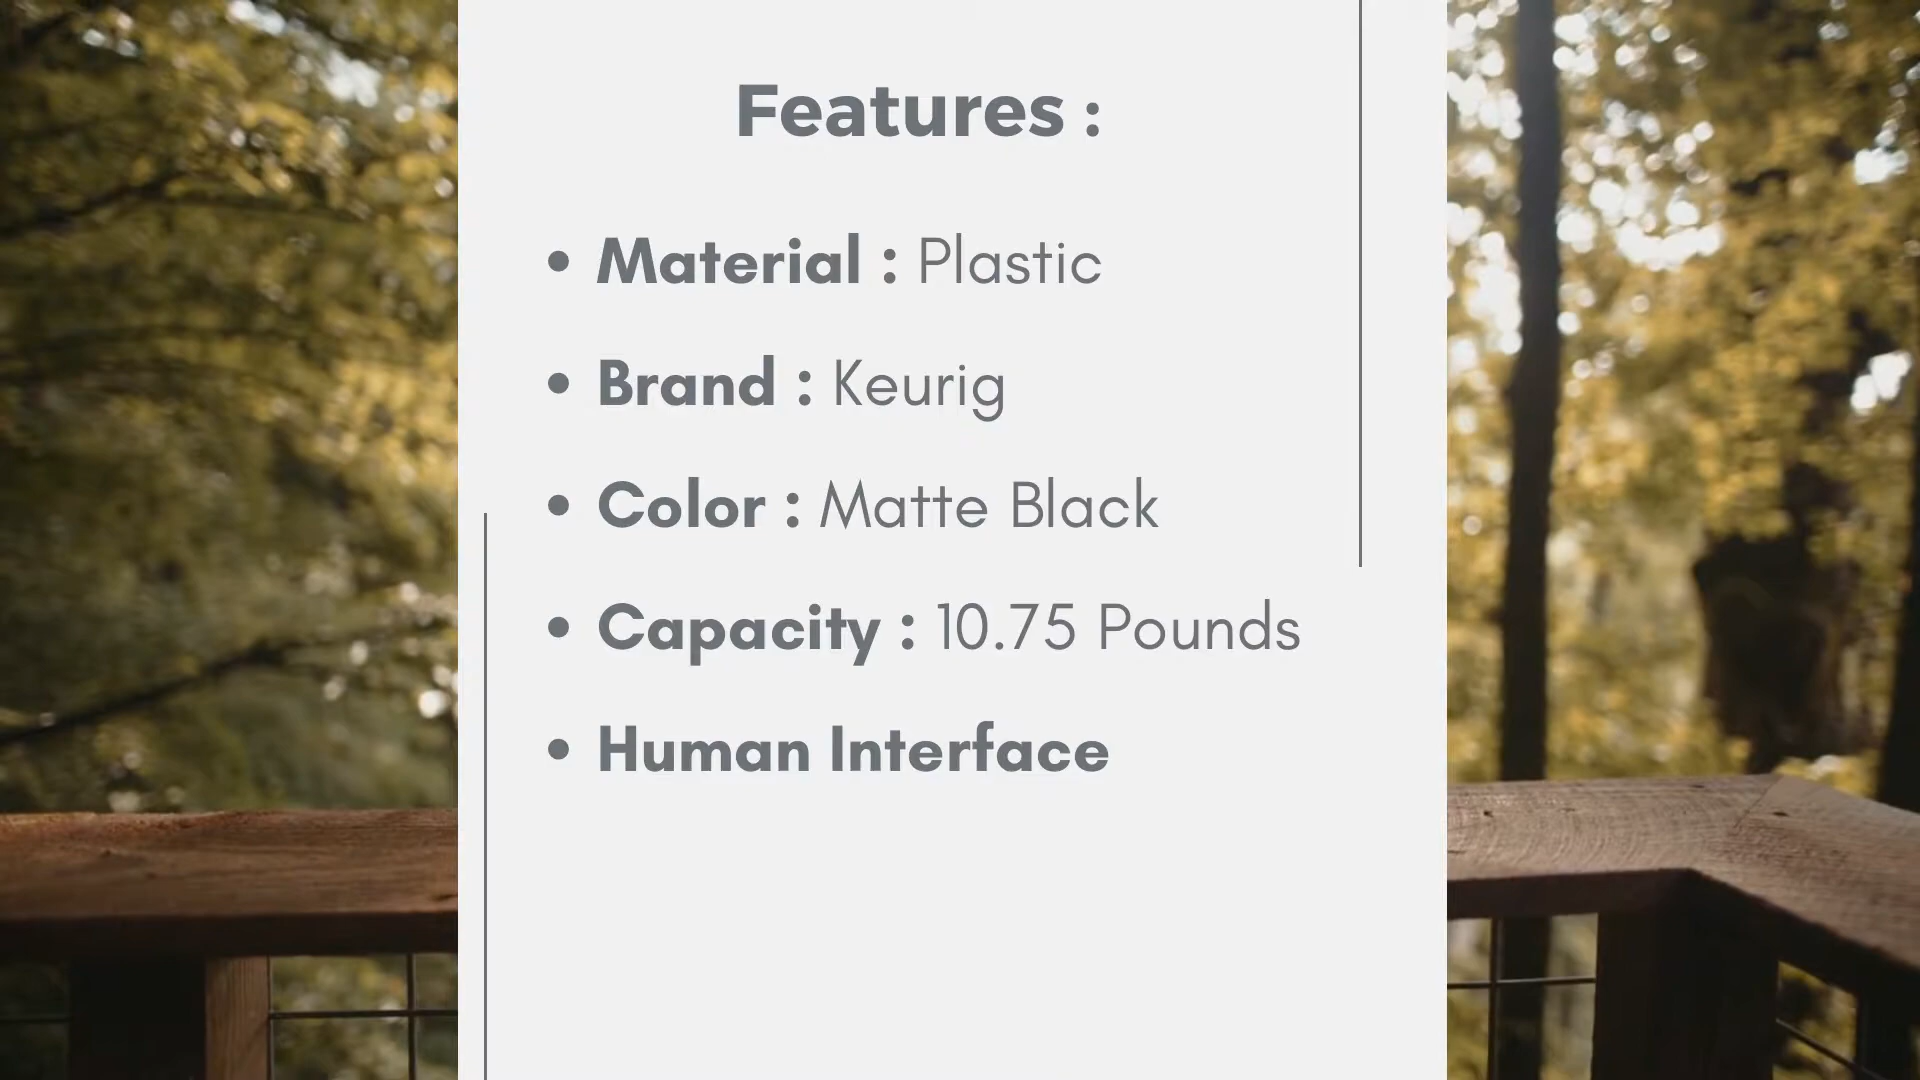 Features :
• Material : Plastic
• Brand : Keurig
• Color : Matte Black
• Capacity : 10.75 Pounds
• Human Interface